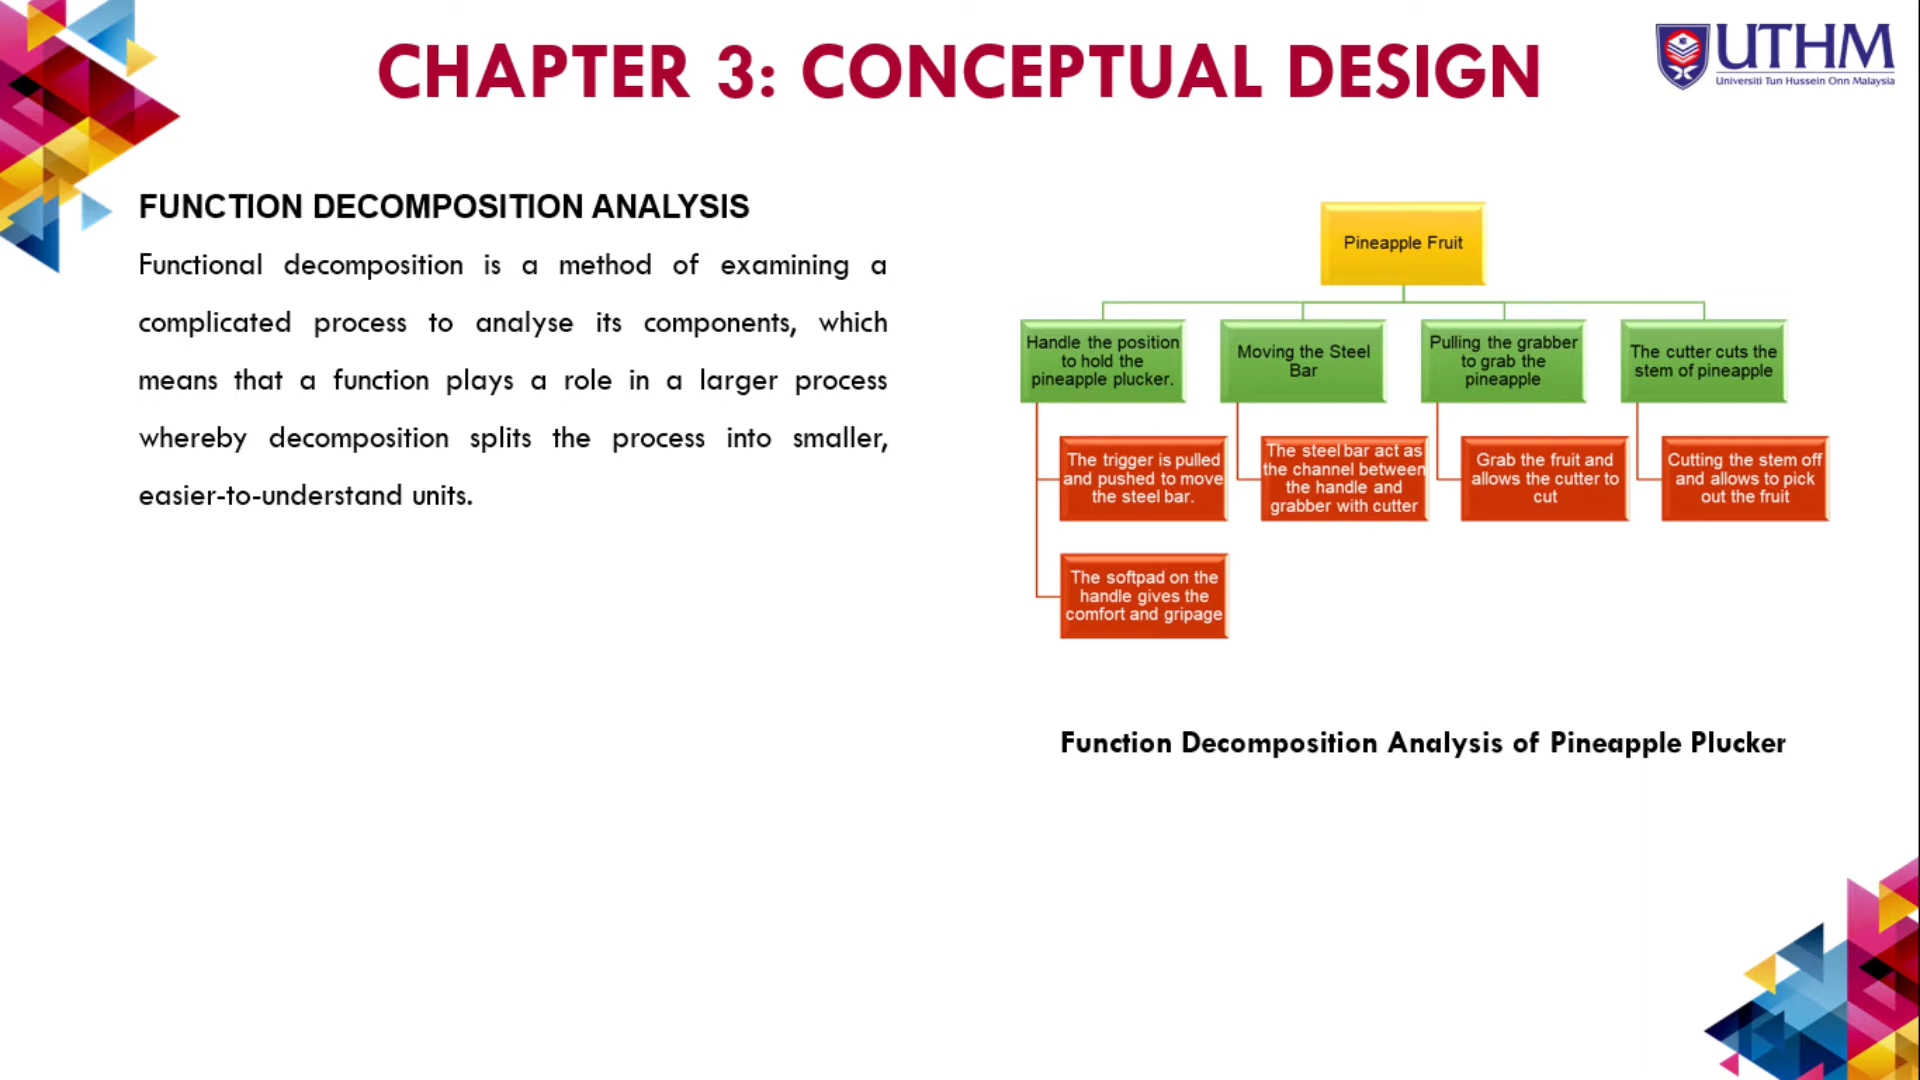 CHAPTER 3: CONCEPTUAL DESIGN
UTHM
Universiti Tun Hussein Onn Malaysia
FUNCTION DECOMPOSITION ANALYSIS
Functional decomposition is a method of examining a
complicated process to analyse its components, which
means that a function plays a role in a larger process
whereby decomposition splits the process into smaller,
easier-to-understand units.
Pineapple Fruit
Handle the position
to hold the
pineapple plucker.
Moving the Steel
Bar
Pulling the grabber
to grab the
pineapple
The cutter cuts the
stem of pineapple
The trigger is pulled
and pushed to move
the steel bar.
The steel bar act as
the channel between
the handle and
grabber with cutter
Grab the fruit and
allows the cutter to
cut
Cutting the stem off
and allows to pick
out the fruit
The softpad on the
handle gives the
comfort and gripage
Function Decomposition Analysis of Pineapple Plucker